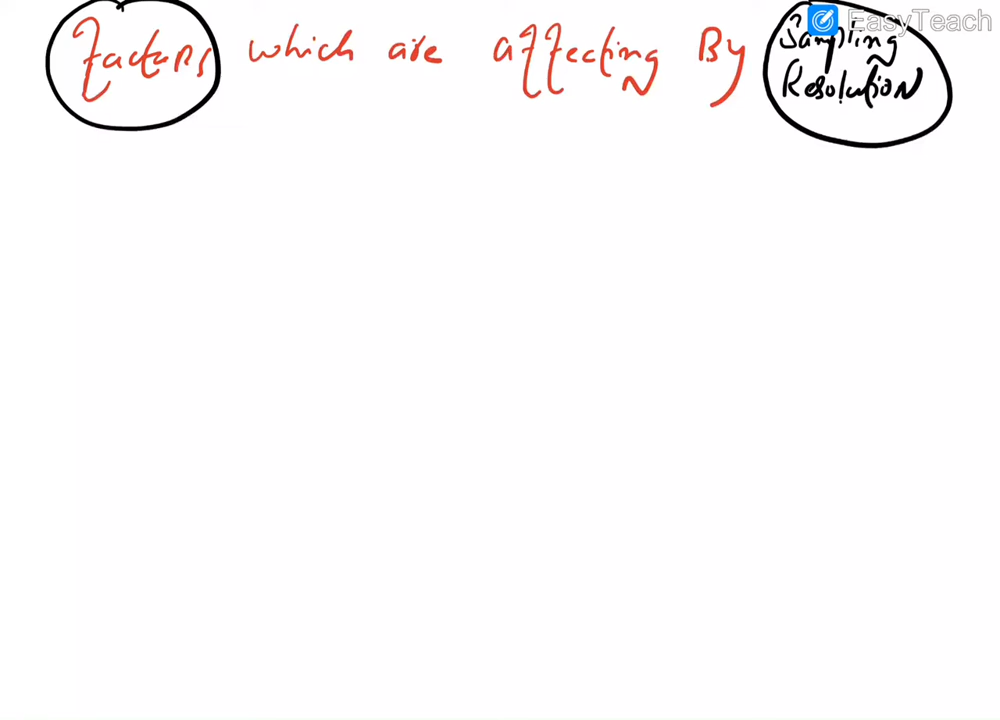 EasyTeach
Factors which are affecting By Sampling
Resolution